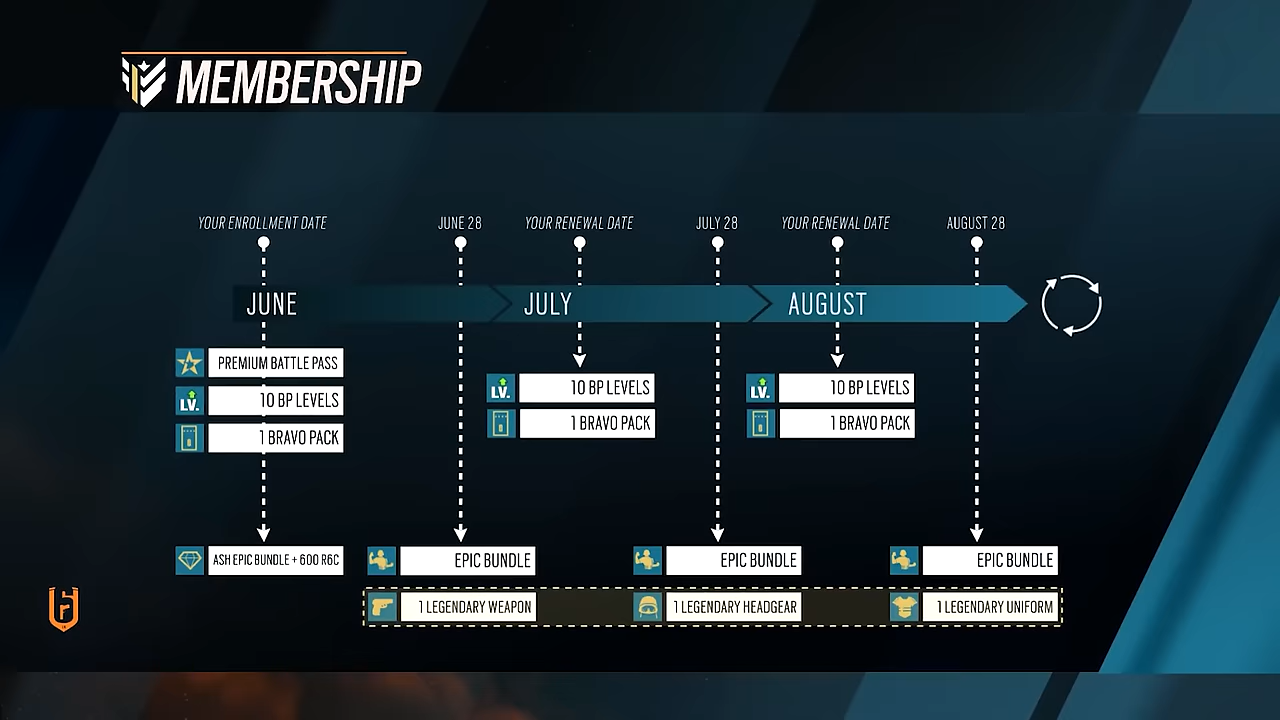 MEMBERSHIP
YOUR ENROLLMENT DATE
JUNE 28
YOUR RENEWAL DATE
JULY 28
YOUR RENEWAL DATE
AUGUST 28
JUNE
JULY
AUGUST
PREMIUM BATTLE PASS
LV. 10 BP LEVELS
1 BRAVO PACK
LV. 10 BP LEVELS
1 BRAVO PACK
LV. 10 BP LEVELS
1 BRAVO PACK
ASH EPIC BUNDLE + 600 R6C
EPIC BUNDLE
EPIC BUNDLE
EPIC BUNDLE
1 LEGENDARY WEAPON
1 LEGENDARY HEADGEAR
1 LEGENDARY UNIFORM